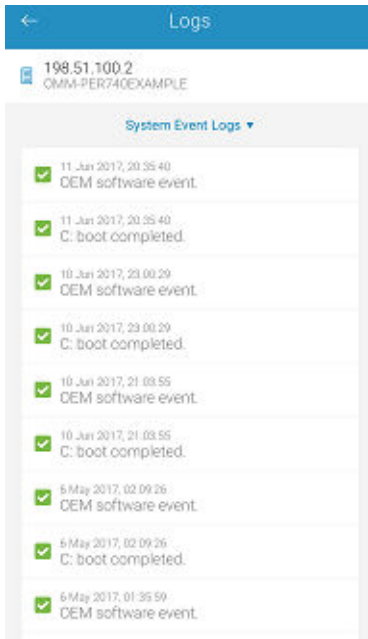 Logs
198.51.100.2
OMM-PER740EXAMPLE
System Event Logs
11 Jun 2017, 20:35:40
OEM software event.
11 Jun 2017, 20:35:40
C: boot completed.
10 Jun 2017, 23:00:29
OEM software event.
10 Jun 2017, 23:00:29
C: boot completed.
10 Jun 2017, 21:03:55
OEM software event.
10 Jun 2017, 21:03:55
C: boot completed.
6 May 2017, 02:09:26
OEM software event.
6 May 2017, 02:09:26
C: boot completed.
6 May 2017, 01:35:59
OEM software event.